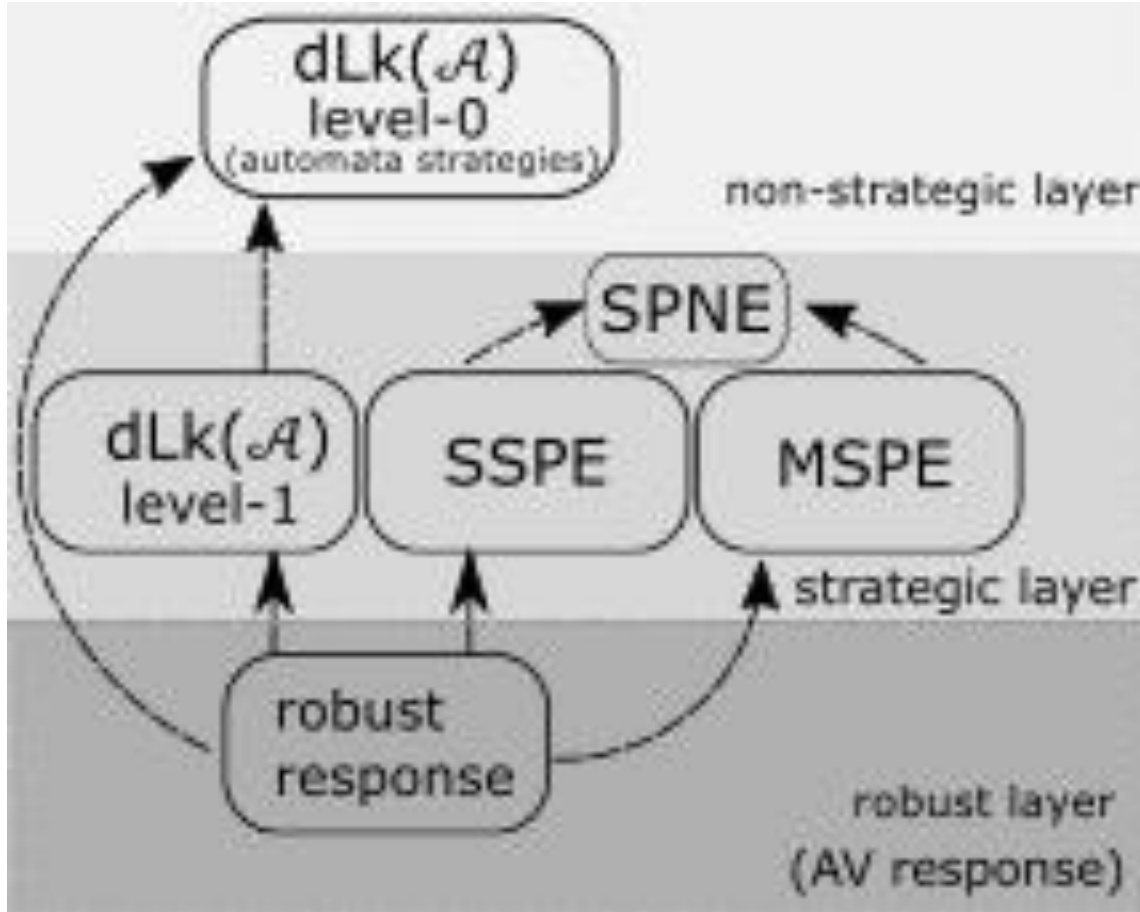 dLk(𝒜)
level-0
(automata strategies)
non-strategic layer
SPNE
dLk(𝒜)
level-1
SSPE
MSPE
strategic layer
robust
response
robust layer
(AV response)